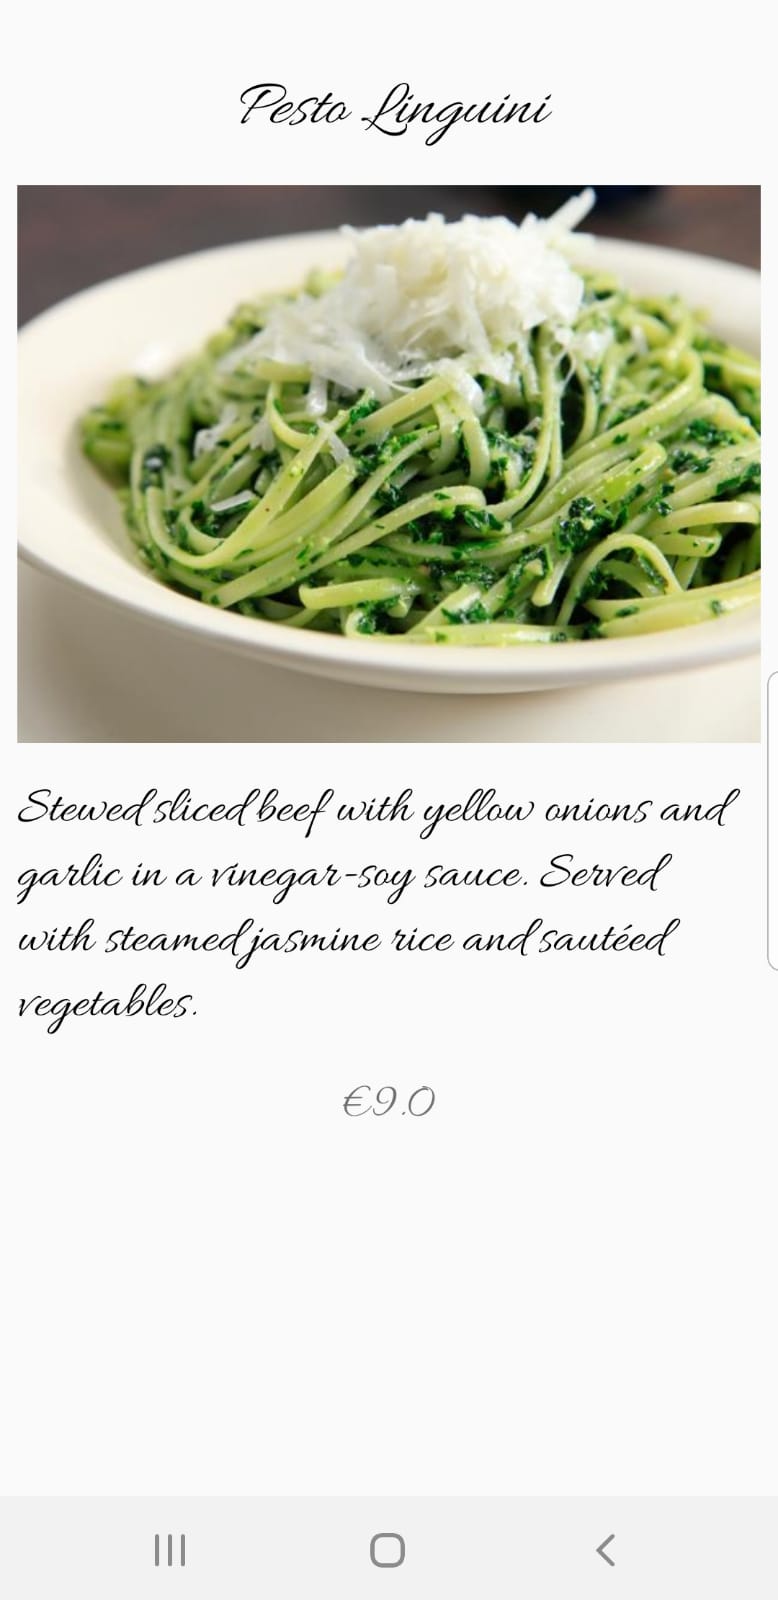 Pesto Linguini
Stewed sliced beef with yellow onions and
garlic in a vinegar-soy sauce. Served
with steamed jasmine rice and sautéed
vegetables.
€9.0